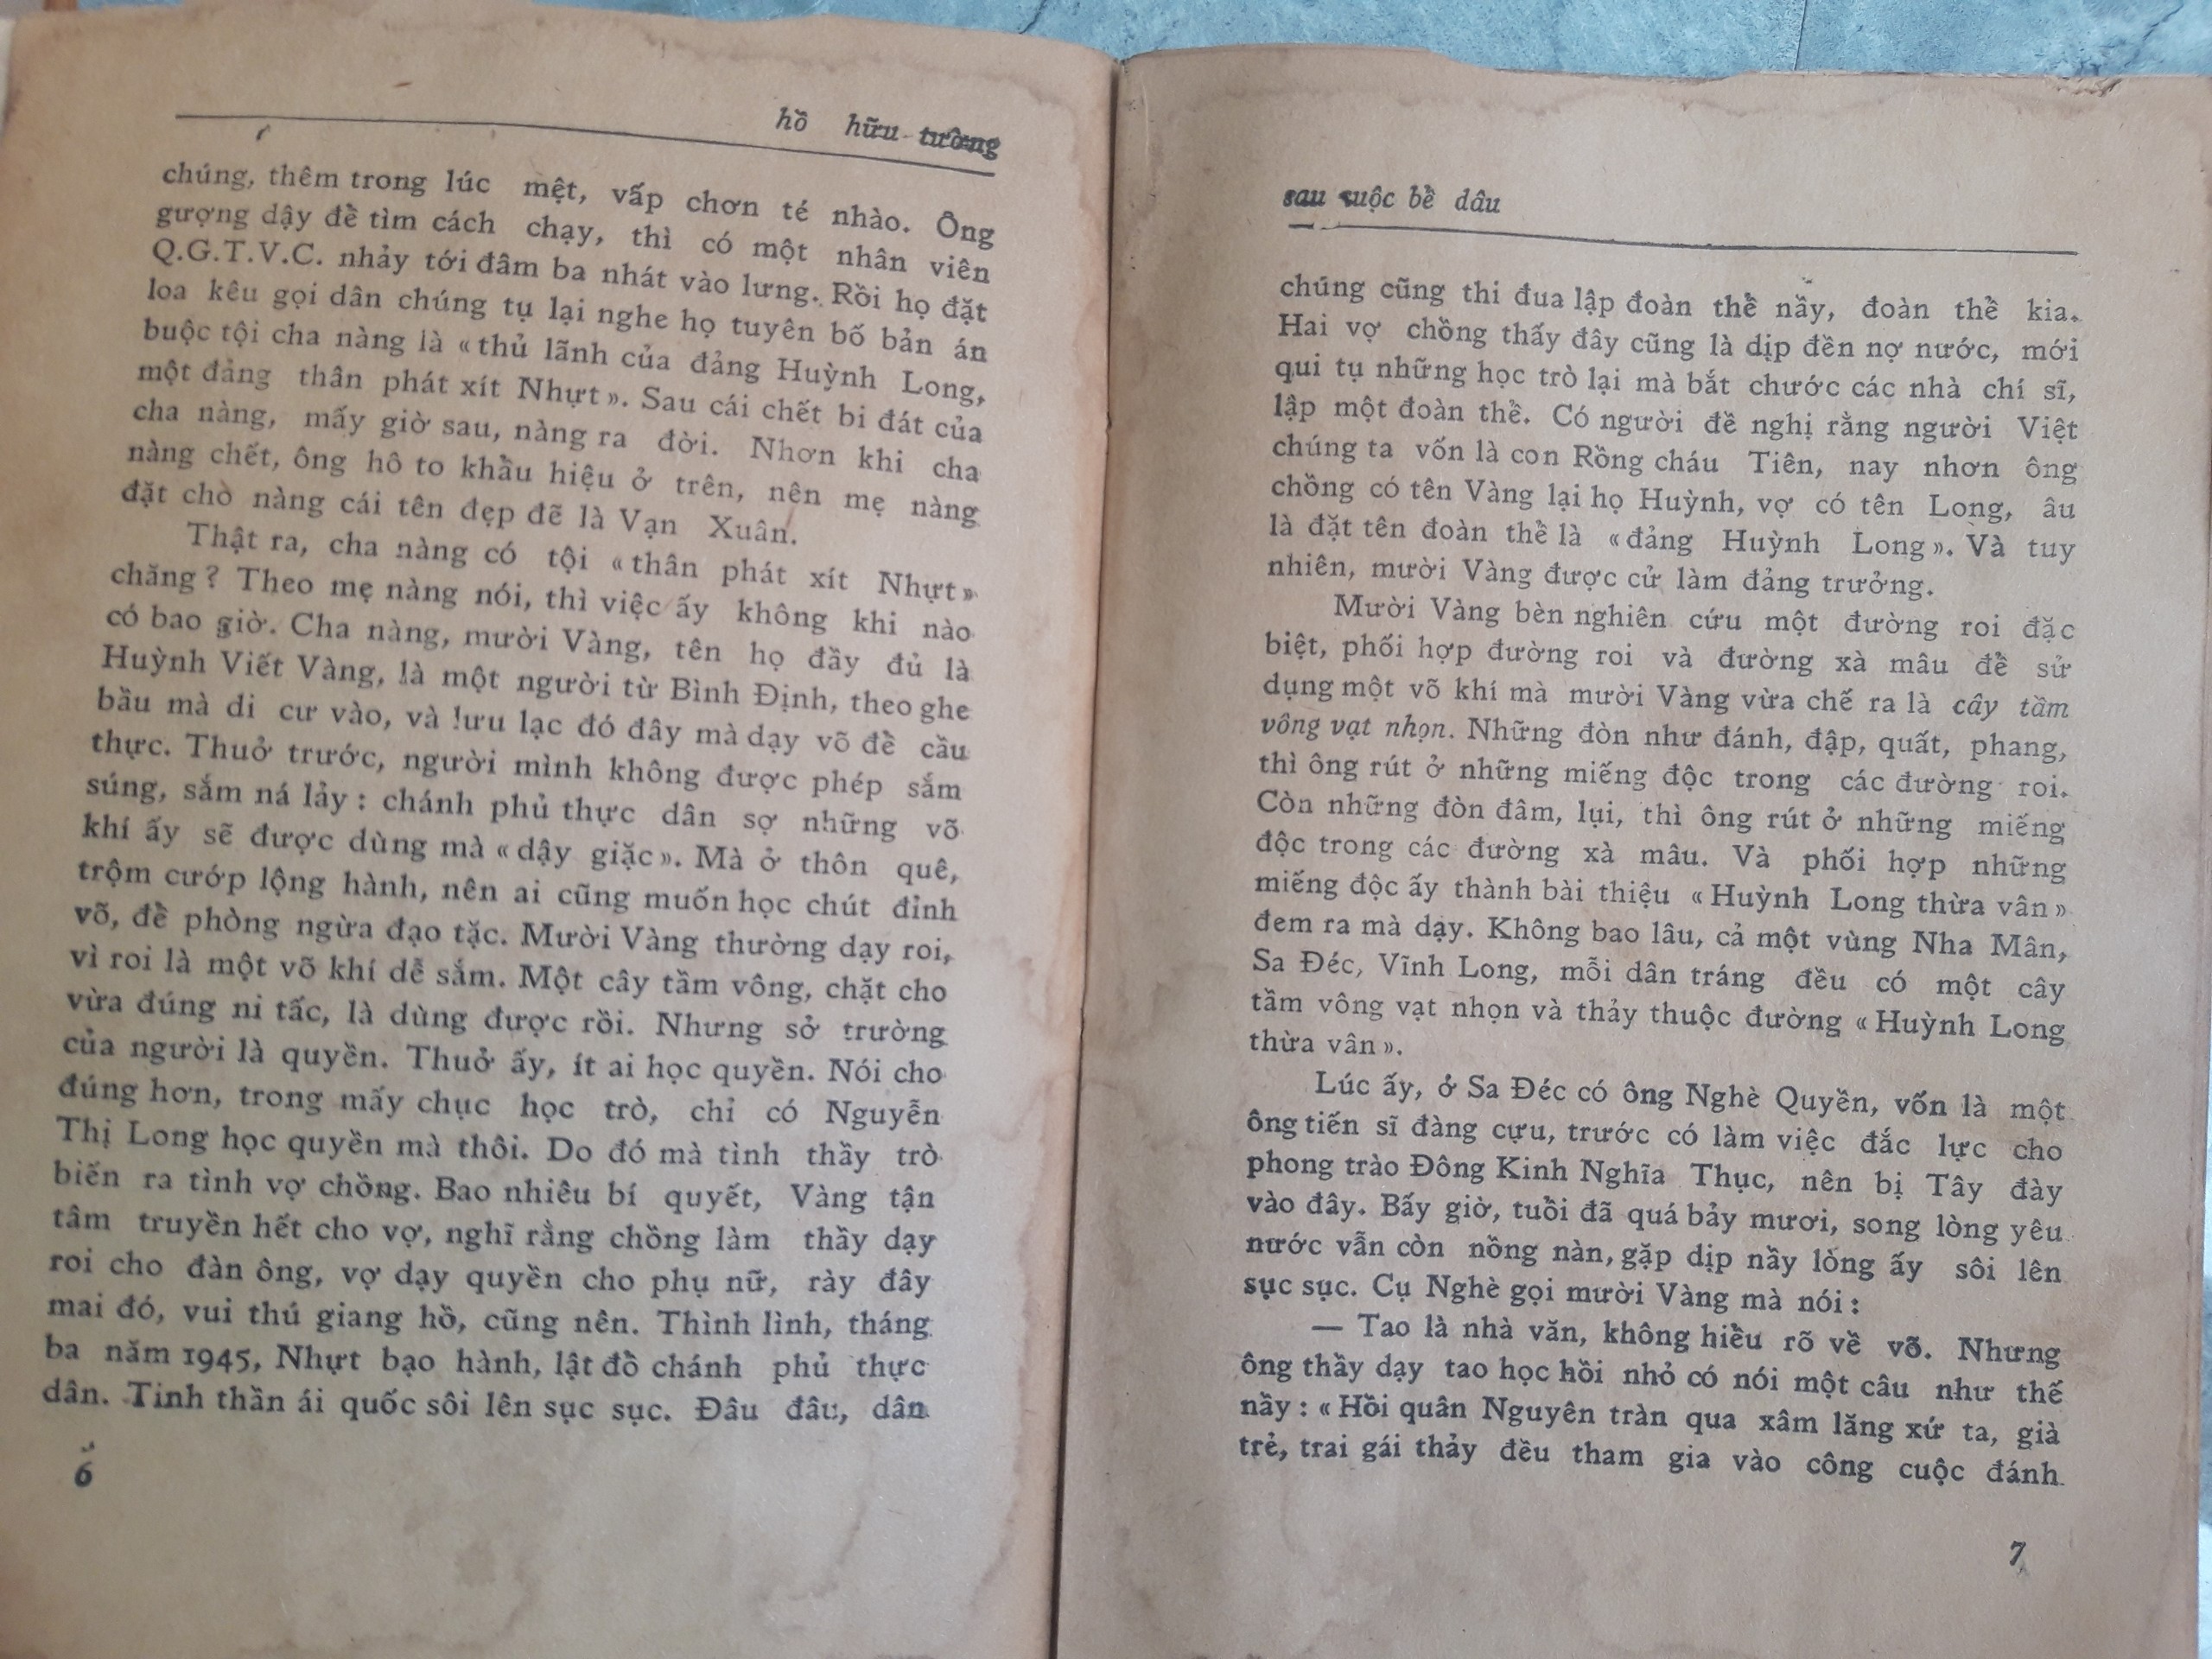 hồ hữu tường
chúng, thêm trong lúc mệt, vấp chơn té nhào. Ông
gượng dậy để tìm cách chạy, thì có một nhân viên
Q.G.T.V.C. nhảy tới đâm ba nhát vào lưng. Rồi họ đặt
loa kêu gọi dân chúng tụ lại nghe họ tuyên bố bản án
buộc tội cha nàng là «thủ lãnh của đảng Huỳnh Long,
một đảng thân phát xít Nhựt». Sau cái chết bi đát của
cha nàng, mấy giờ sau, nàng ra đời. Nhơn khi cha
nàng chết, ông hô to khẩu hiệu ở trên, nên mẹ nàng
đặt cho nàng cái tên đẹp đẽ là Vạn Xuân.
Thật ra, cha nàng có tội «thân phát xít Nhựt»
chăng? Theo mẹ nàng nói, thì việc ấy không khi nào
có bao giờ. Cha nàng, mười Vàng, tên họ đầy đủ là
Huỳnh Viết Vàng, là một người từ Bình Định, theo ghe
bầu mà di cư vào, và lưu lạc đó đây mà dạy võ để cầu
thực. Thuở trước, người mình không được phép sắm
súng, sắm ná lảy: chánh phủ thực dân sợ những võ
khí ấy sẽ được dùng mà «dậy giặc». Mà ở thôn quê,
trộm cướp lộng hành, nên ai cũng muốn học chút đỉnh
võ, để phòng ngừa đạo tặc. Mười Vàng thường dạy roi,
vì roi là một võ khí dễ sắm. Một cây tầm vông, chặt cho
vừa đúng ni tấc, là dùng được rồi. Nhưng sở trường
của người là quyền. Thuở ấy, ít ai học quyền. Nói cho
đúng hơn, trong mấy chục học trò, chỉ có Nguyễn
Thị Long học quyền mà thôi. Do đó mà tình thầy trò
biến ra tình vợ chồng. Bao nhiêu bí quyết, Vàng tận
tâm truyền hết cho vợ, nghĩ rằng chồng làm thầy dạy
roi cho đàn ông, vợ dạy quyền cho phụ nữ, rày đây
mai đó, vui thú giang hồ, cũng nên. Thình lình, tháng
ba năm 1945, Nhựt bạo hành, lật đổ chánh phủ thực
dân. Tinh thần ái quốc sôi lên sục sục. Đâu đâu, dân
6
sau cuộc bể dâu
chúng cũng thi đua lập đoàn thể nầy, đoàn thể kia.
Hai vợ chồng thấy đây cũng là dịp đền nợ nước, mới
qui tụ những học trò lại mà bắt chước các nhà chí sĩ,
lập một đoàn thể. Có người đề nghị rằng người Việt
chúng ta vốn là con Rồng cháu Tiên, nay nhơn ông
chồng có tên Vàng lại họ Huỳnh, vợ có tên Long, âu
là đặt tên đoàn thể là «đảng Huỳnh Long». Và tuy
nhiên, mười Vàng được cử làm đảng trưởng.
Mười Vàng bèn nghiên cứu một đường roi đặc
biệt, phối hợp đường roi và đường xà mâu để sử
dụng một võ khí mà mười Vàng vừa chế ra là cây tầm
vông vạt nhọn. Những đòn như đánh, đập, quất, phang,
thì ông rút ở những miếng độc trong các đường roi.
Còn những đòn đâm, lụi, thì ông rút ở những miếng
độc trong các đường xà mâu. Và phối hợp những
miếng độc ấy thành bài thiệu «Huỳnh Long thừa vân»
đem ra mà dạy. Không bao lâu, cả một vùng Nha Mân,
Sa Đéc, Vĩnh Long, mỗi dân tráng đều có một cây
tầm vông vạt nhọn và thảy thuộc đường «Huỳnh Long
thừa vân».
Lúc ấy, ở Sa Đéc có ông Nghè Quyền, vốn là một
ông tiến sĩ đàng cựu, trước có làm việc đắc lực cho
phong trào Đông Kinh Nghĩa Thục, nên bị Tây đày
vào đây. Bấy giờ, tuổi đã quá bảy mươi, song lòng yêu
nước vẫn còn nồng nàn, gặp dịp nầy lòng ấy sôi lên
sục sục. Cụ Nghè gọi mười Vàng mà nói:
— Tao là nhà văn, không hiểu rõ về võ. Nhưng
ông thầy dạy tao học hồi nhỏ có nói một câu như thế
nầy: «Hồi quân Nguyên tràn qua xâm lăng xứ ta, già
trẻ, trai gái thảy đều tham gia vào công cuộc đánh
7